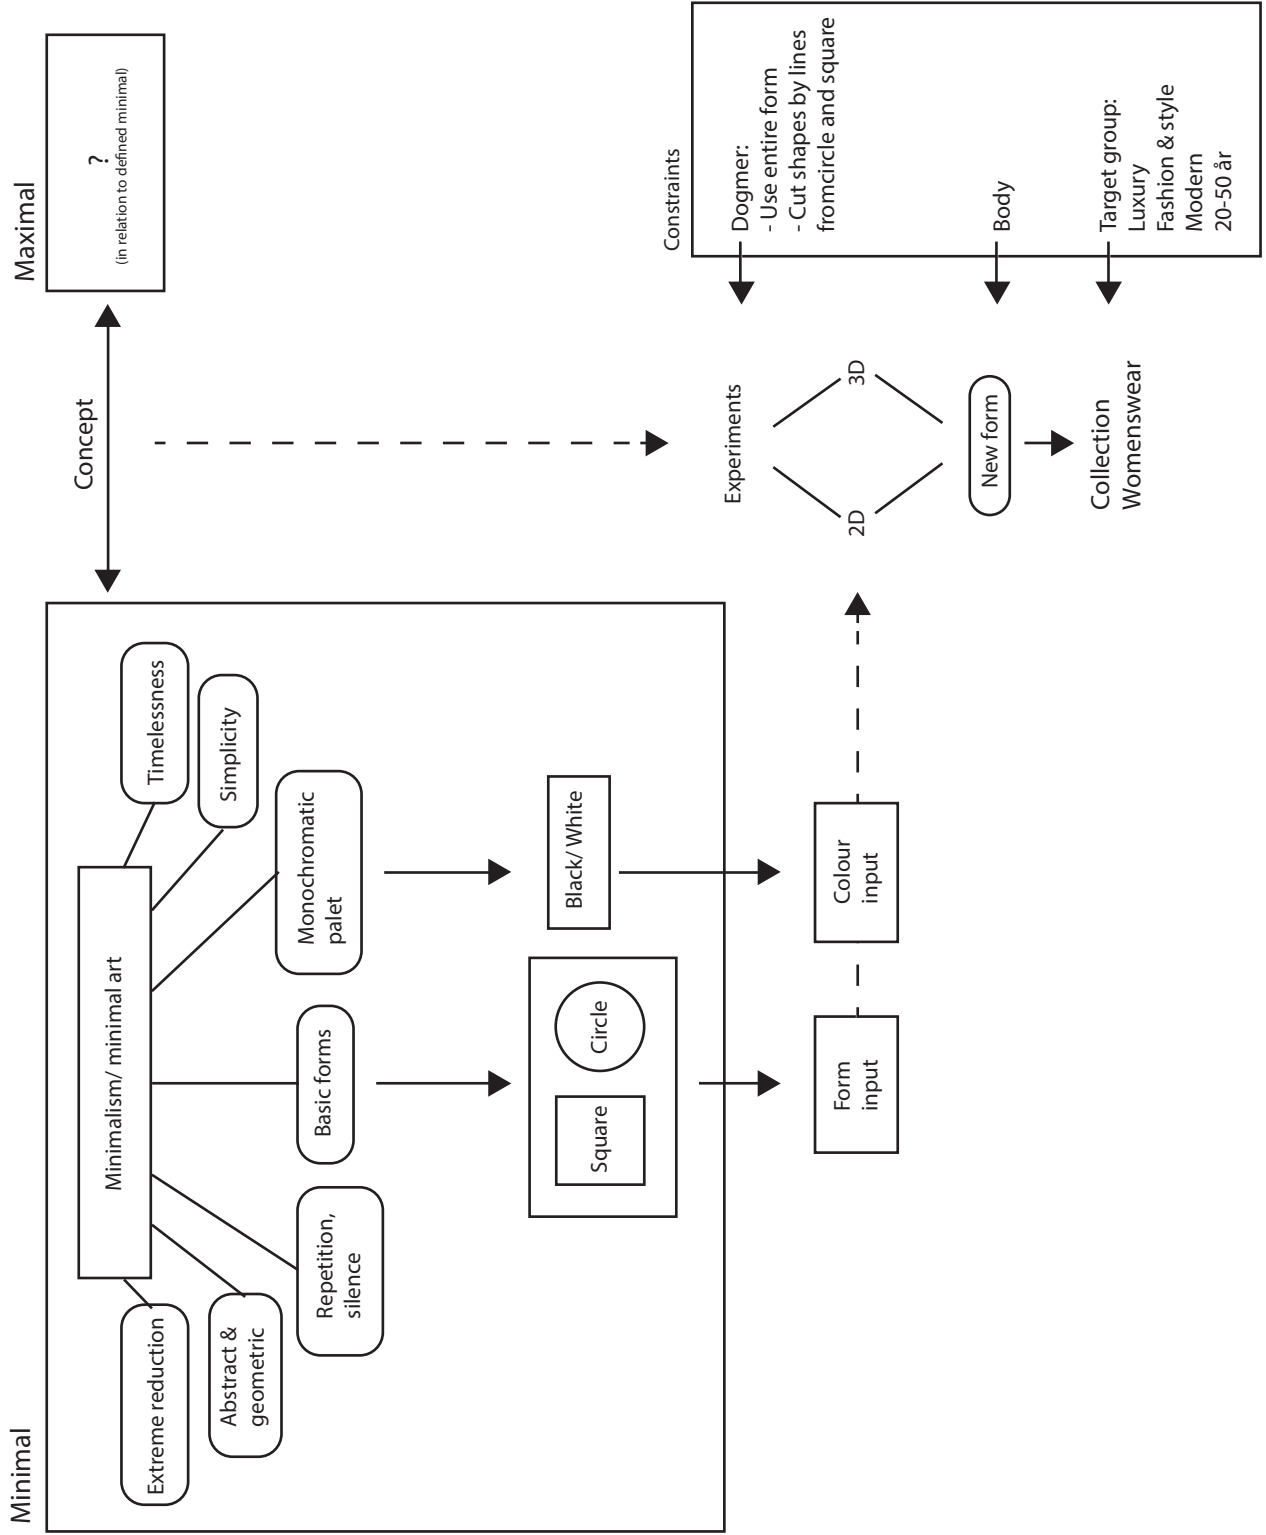 Minimal
Concept
Maximal
Minimalism/ minimal art
?
(in relation to defined minimal)
Extreme reduction
Timelessness
Abstract &
geometric
Simplicity
Repetition,
silence
Basic forms
Monochromatic
palet
Square
Circle
Black/ White
Form
input
Colour
input
Experiments
2D
3D
New form
Collection
Womenswear
Constraints
Dogmer:
- Use entire form
- Cut shapes by lines
fromcircle and square
Body
Target group:
Luxury
Fashion & style
Modern
20-50 år